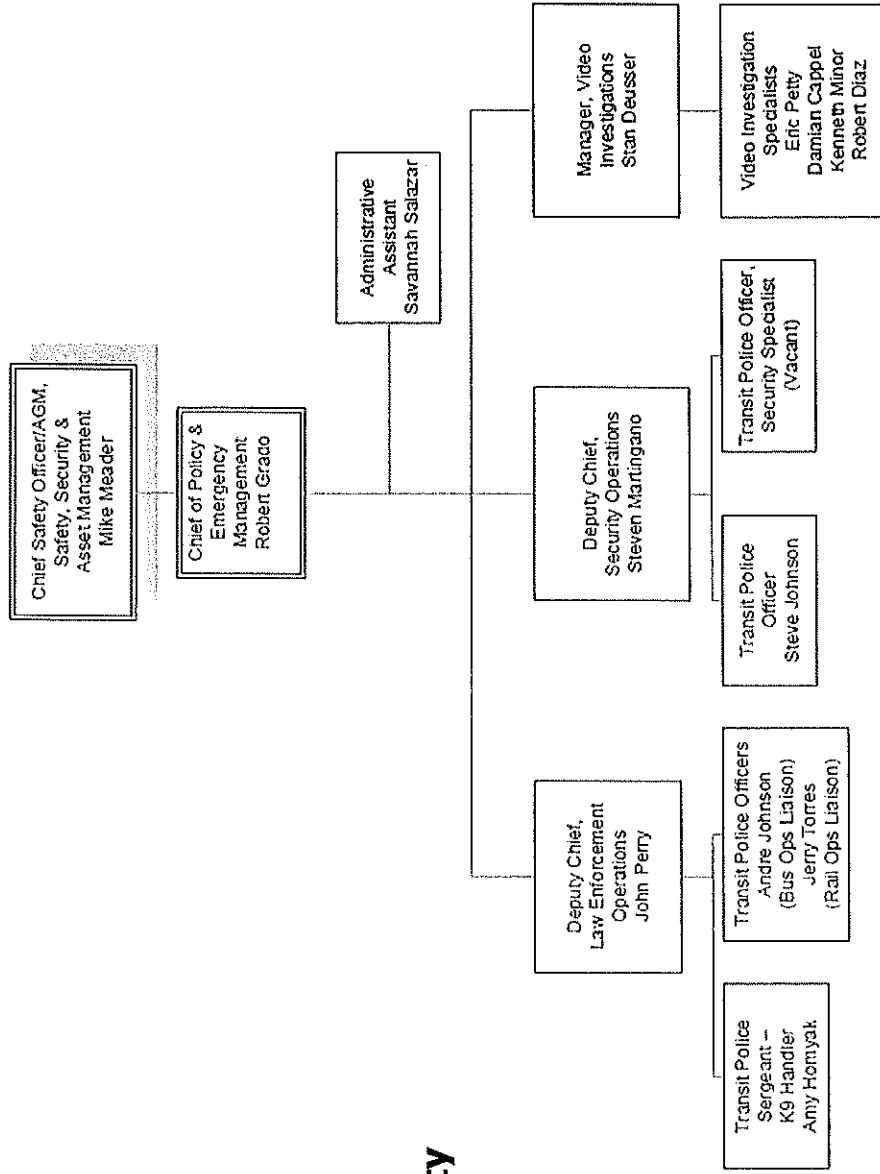 Chief Safety Officer/AGM,
Safety, Security &
Asset Management
Mike Meader
Chief of Policy &
Emergency
Management
Robert Grado
Administrative
Assistant
Savannah Salazar
Deputy Chief,
Law Enforcement
Operations
John Perry
Deputy Chief,
Security Operations
Steven Martingano
Manager, Video
Investigations
Stan Deusser
Transit Police
Sergeant –
K9 Handler
Amy Homyak
Transit Police Officers
Andre Johnson
(Bus Ops Liaison)
Jerry Torres
(Rail Ops Liaison)
Transit Police
Officer
Steve Johnson
Transit Police Officer,
Security Specialist
(Vacant)
Video Investigation
Specialists
Eric Petty
Damian Cappel
Kenneth Minor
Robert Diaz